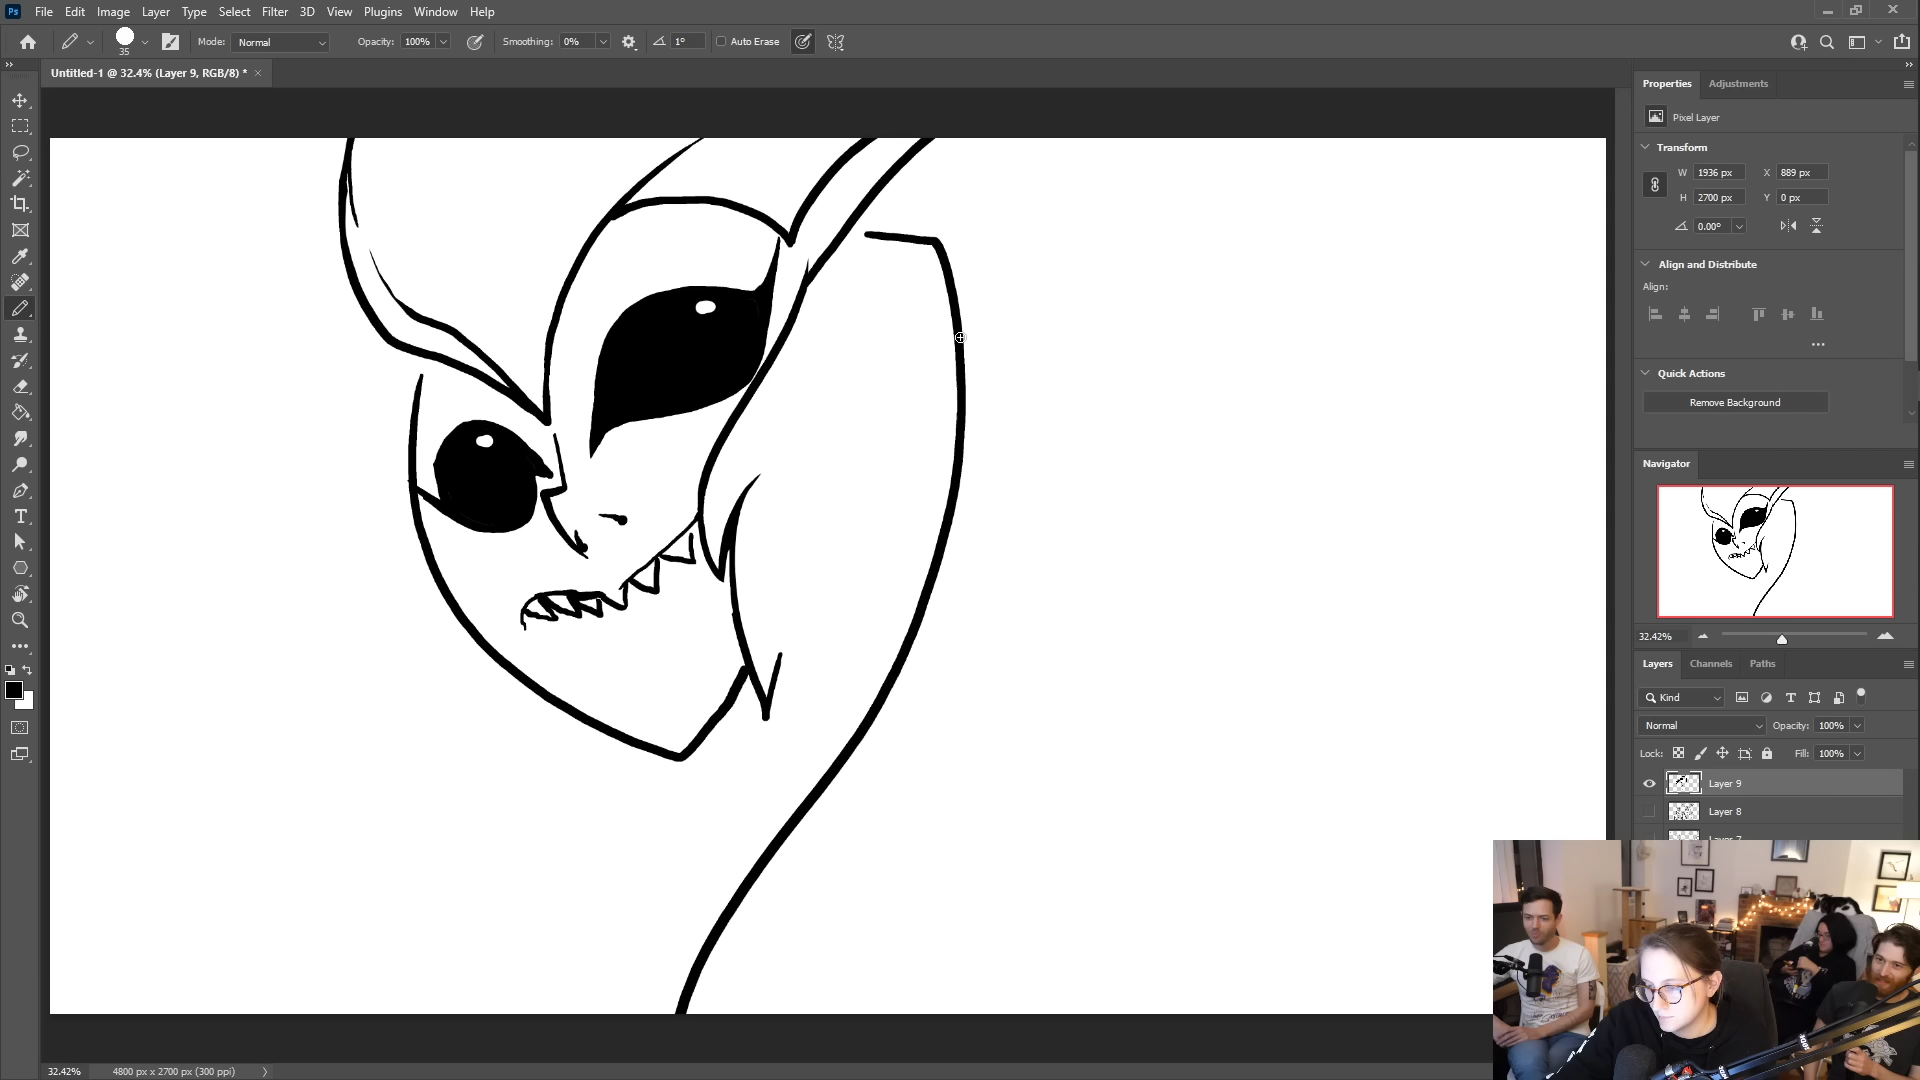 Ps File Edit Image Layer Type Select Filter 3D View Plugins Window Help
35 Mode: Normal Opacity: 100% Smoothing: 0% 1° Auto Erase
Untitled-1 @ 32.4% (Layer 9, RGB/8) * ×
Properties Adjustments
Pixel Layer
Transform
W 1936 px X 889 px
H 2700 px Y 0 px
0.00°
Align and Distribute
Align:
Quick Actions
Remove Background
Navigator
32.42%
Layers Channels Paths
Kind
Normal Opacity: 100%
Lock: Fill: 100%
Layer 9
Layer 8
Layer 7
32.42% 4800 px x 2700 px (300 ppi)